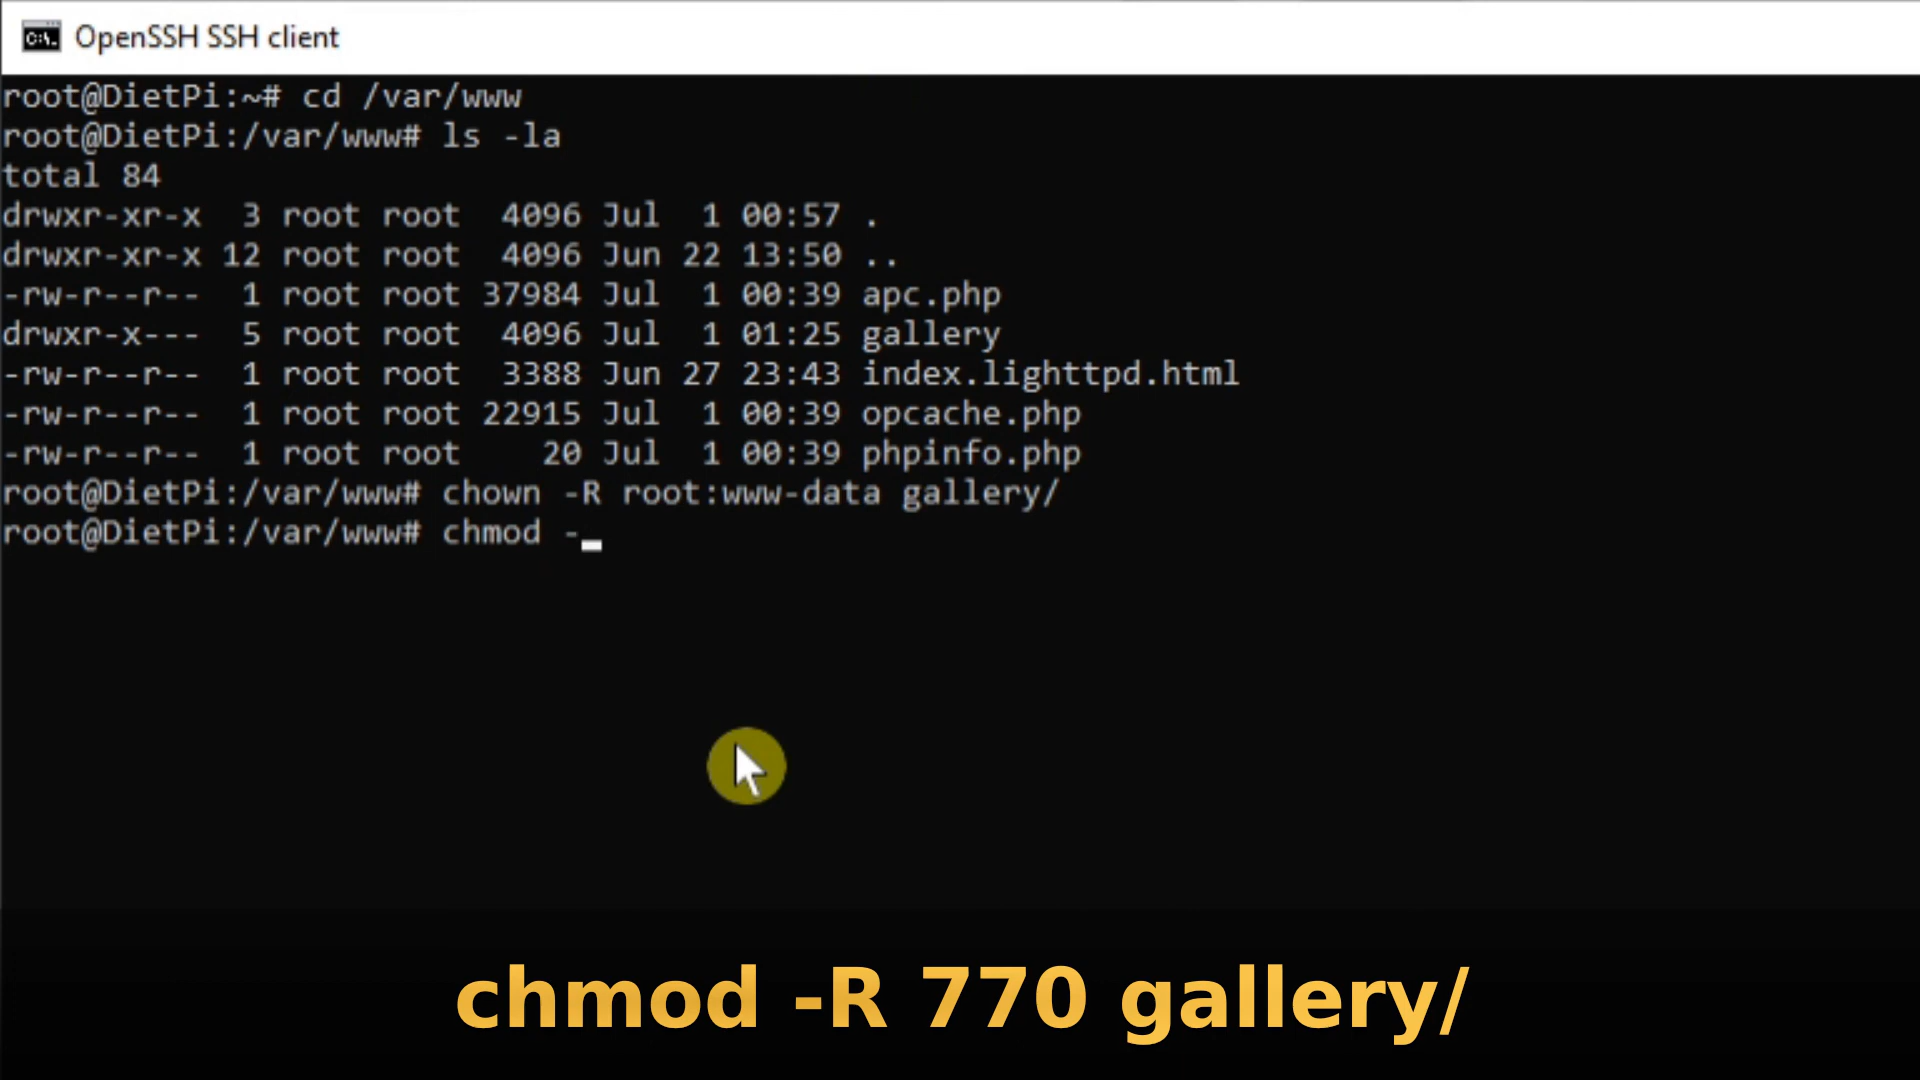 OpenSSH SSH client
root@DietPi:~# cd /var/www
root@DietPi:/var/www# ls -la
total 84
drwxr-xr-x  3 root root  4096 Jul  1 00:57 .
drwxr-xr-x 12 root root  4096 Jun 22 13:50 ..
-rw-r--r--  1 root root 37984 Jul  1 00:39 apc.php
drwxr-x---  5 root root  4096 Jul  1 01:25 gallery
-rw-r--r--  1 root root  3388 Jun 27 23:43 index.lighttpd.html
-rw-r--r--  1 root root 22915 Jul  1 00:39 opcache.php
-rw-r--r--  1 root root    20 Jul  1 00:39 phpinfo.php
root@DietPi:/var/www# chown -R root:www-data gallery/
root@DietPi:/var/www# chmod -
chmod -R 770 gallery/